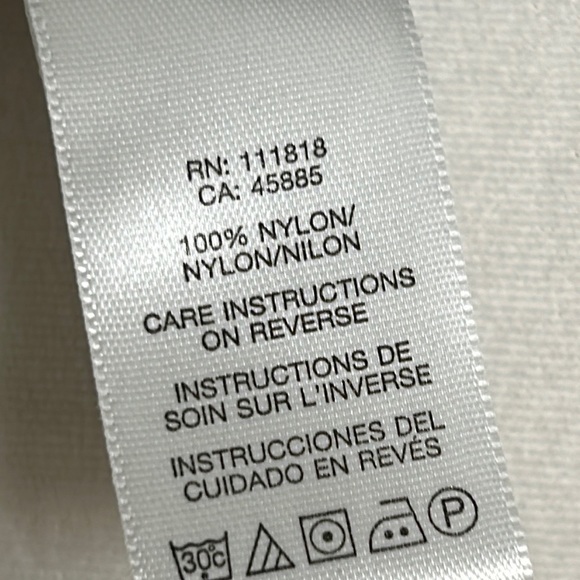 RN: 111818
CA: 45885
100% NYLON/
NYLON/NILON
CARE INSTRUCTIONS
ON REVERSE
INSTRUCTIONS DE
SOIN SUR L'INVERSE
INSTRUCCIONES DEL
CUIDADO EN REVÉS
30°c P